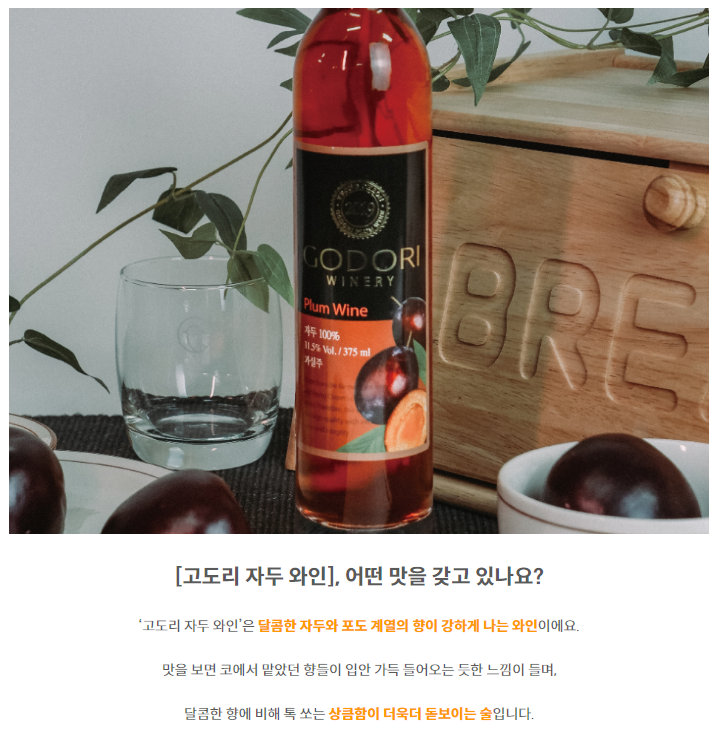 GODORI
WINERY
Plum Wine
자두 100%
11.5% Vol. / 375 ml
과실주
BRE
[고도리 자두 와인], 어떤 맛을 갖고 있나요?
‘고도리 자두 와인’은 달콤한 자두와 포도 계열의 향이 강하게 나는 와인이에요.
맛을 보면 코에서 맡았던 향들이 입안 가득 들어오는 듯한 느낌이 들며,
달콤한 향에 비해 톡 쏘는 상큼함이 더욱더 돋보이는 술입니다.